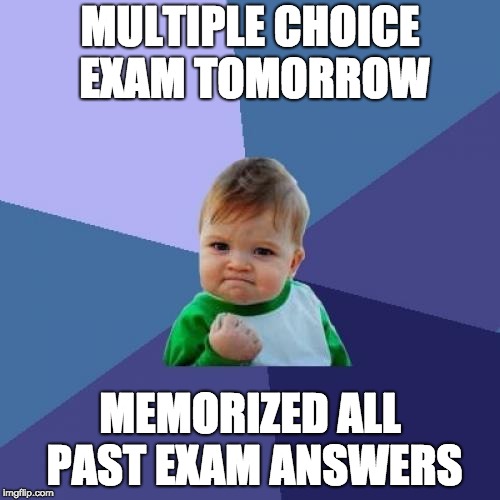 MULTIPLE CHOICE
EXAM TOMORROW
MEMORIZED ALL
PAST EXAM ANSWERS
imgflip.com